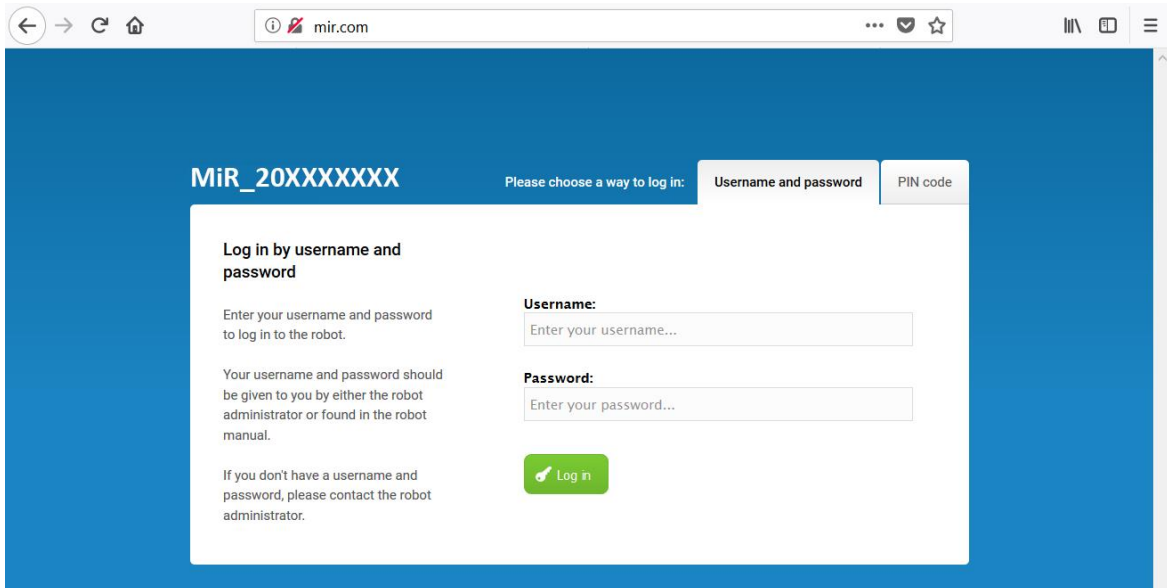 mir.com
MiR_20XXXXXXX
Please choose a way to log in:
Username and password
PIN code
Log in by username and
password
Enter your username and password
to log in to the robot.
Your username and password should
be given to you by either the robot
administrator or found in the robot
manual.
If you don't have a username and
password, please contact the robot
administrator.
Username:
Enter your username...
Password:
Enter your password...
Log in